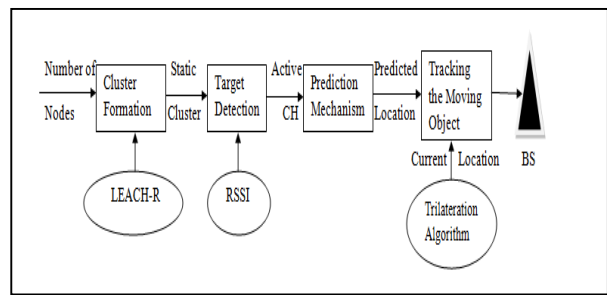 Number of
Nodes
Cluster
Formation
Static
Cluster
Target
Detection
Active
CH
Prediction
Mechanism
Predicted
Location
Tracking
the Moving
Object
BS
LEACH-R
RSSI
Current Location
Trilateration
Algorithm